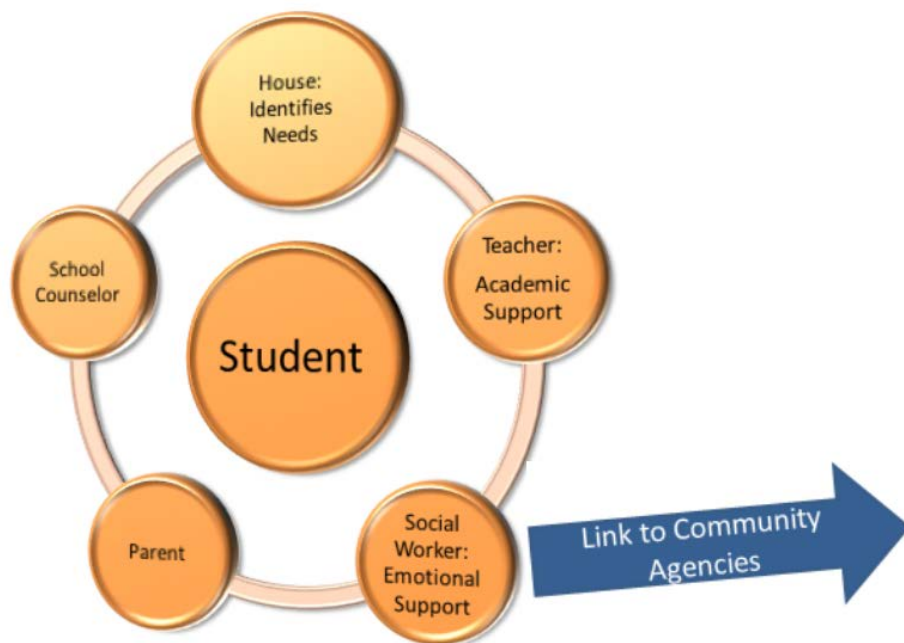 House:
Identifies
Needs
Teacher:
Academic
Support
School
Counselor
Student
Parent
Social
Worker:
Emotional
Support
Link to Community
Agencies